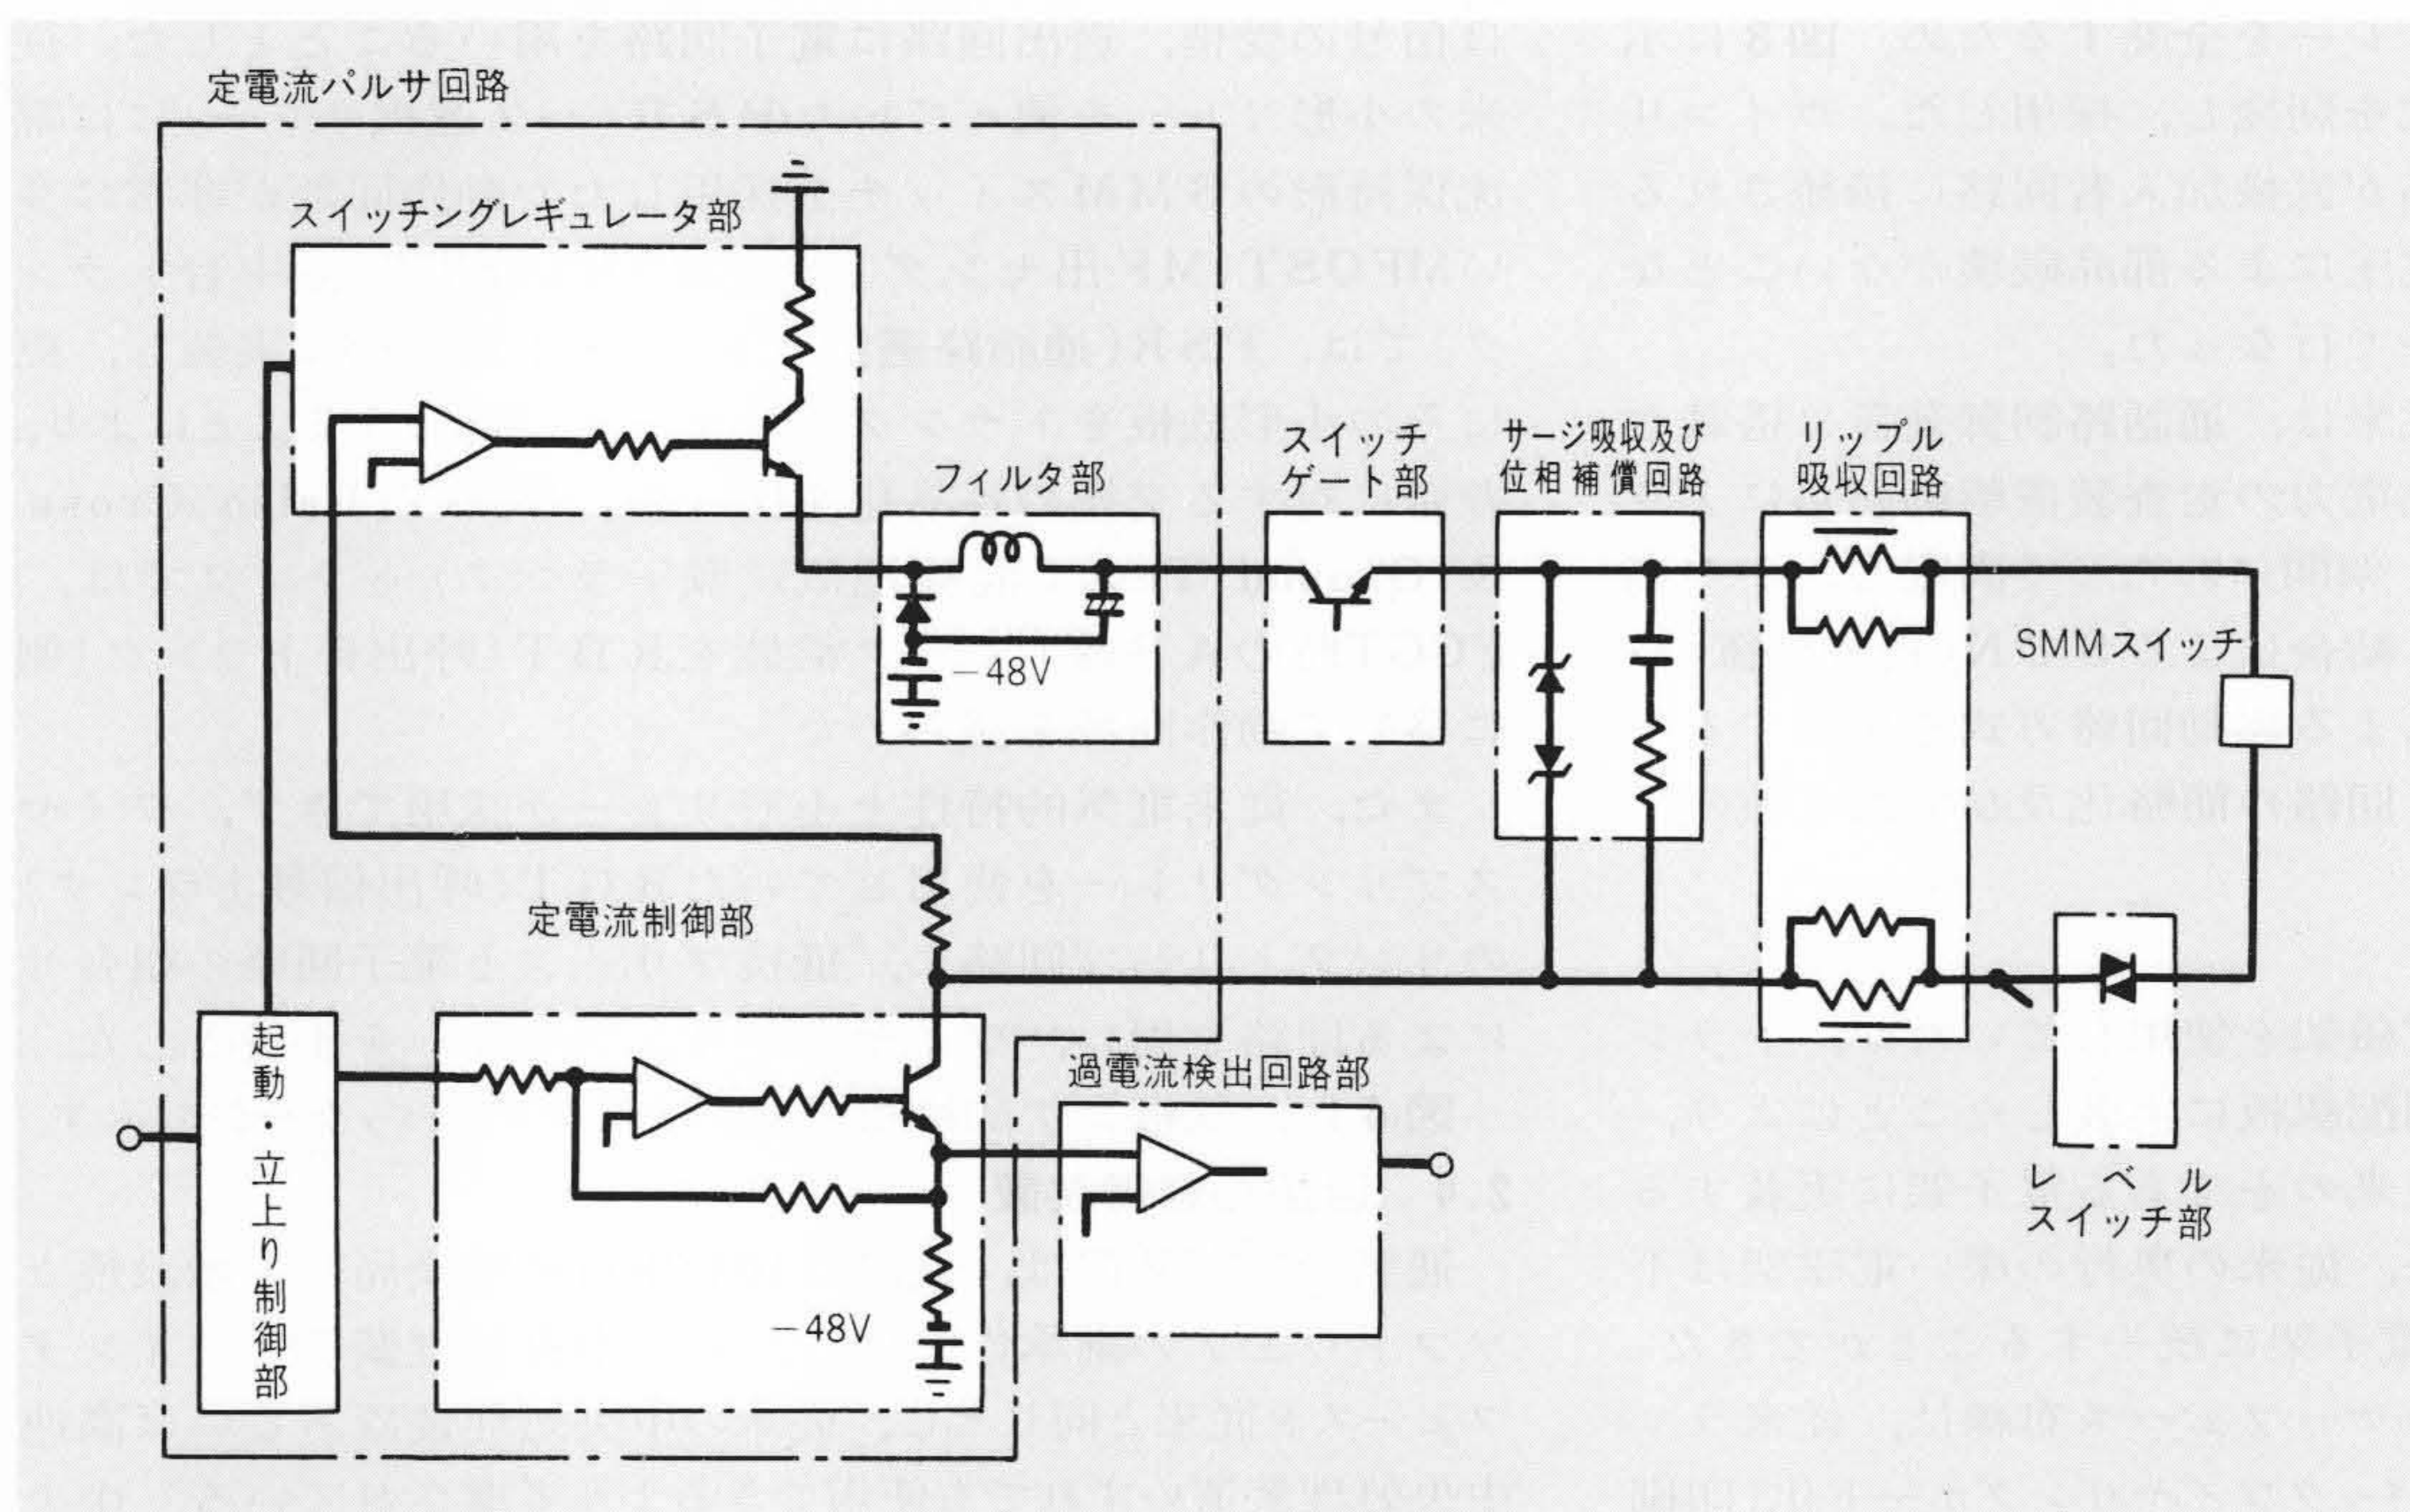 定電流パルサ回路
スイッチングレギュレータ部
フィルタ部
−48V
スイッチ
ゲート部
サージ吸収及び
位相補償回路
リップル
吸収回路
SMMスイッチ
定電流制御部
起動・立上り制御部
−48V
過電流検出回路部
レベル
スイッチ部